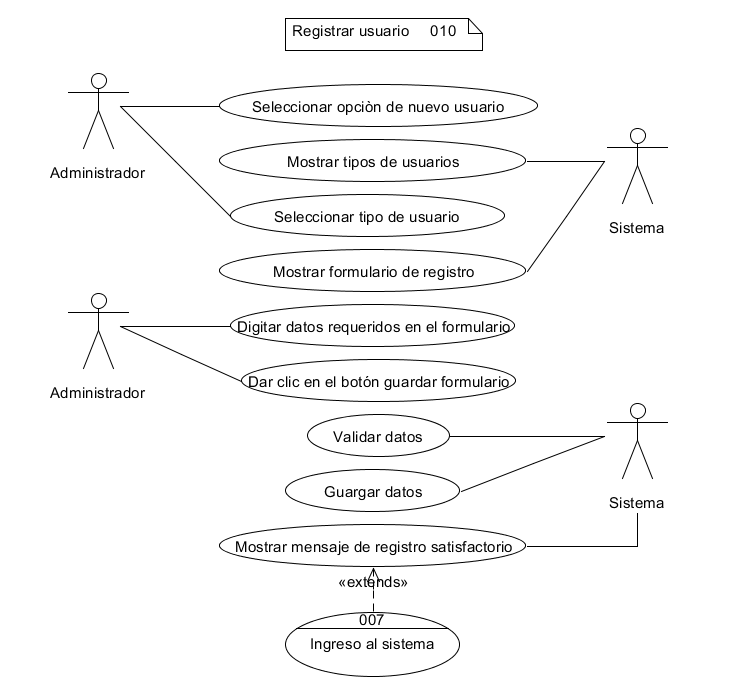 Registrar usuario 010
Seleccionar opciòn de nuevo usuario
Administrador
Mostrar tipos de usuarios
Seleccionar tipo de usuario
Sistema
Mostrar formulario de registro
Digitar datos requeridos en el formulario
Dar clic en el botón guardar formulario
Administrador
Validar datos
Guargar datos
Sistema
Mostrar mensaje de registro satisfactorio
«extends»
007
Ingreso al sistema